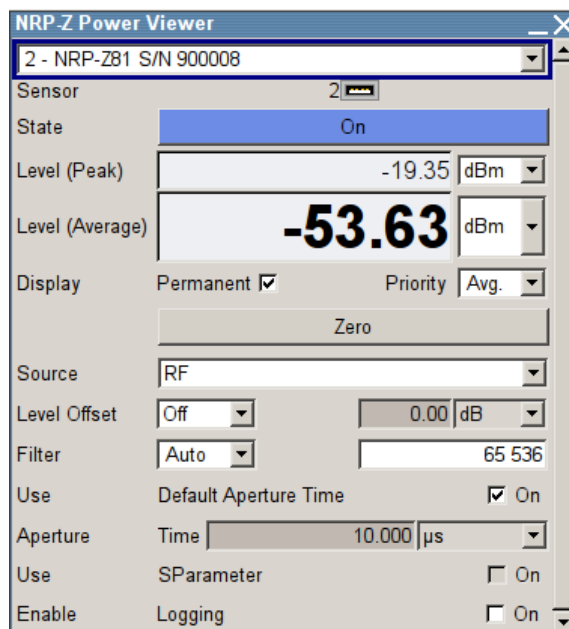 NRP-Z Power Viewer
2 - NRP-Z81 S/N 900008
Sensor 2
State On
Level (Peak) -19.35 dBm
Level (Average) -53.63 dBm
Display Permanent Priority Avg.
Zero
Source RF
Level Offset Off 0.00 dB
Filter Auto 65 536
Use Default Aperture Time On
Aperture Time 10.000 µs
Use SParameter On
Enable Logging On